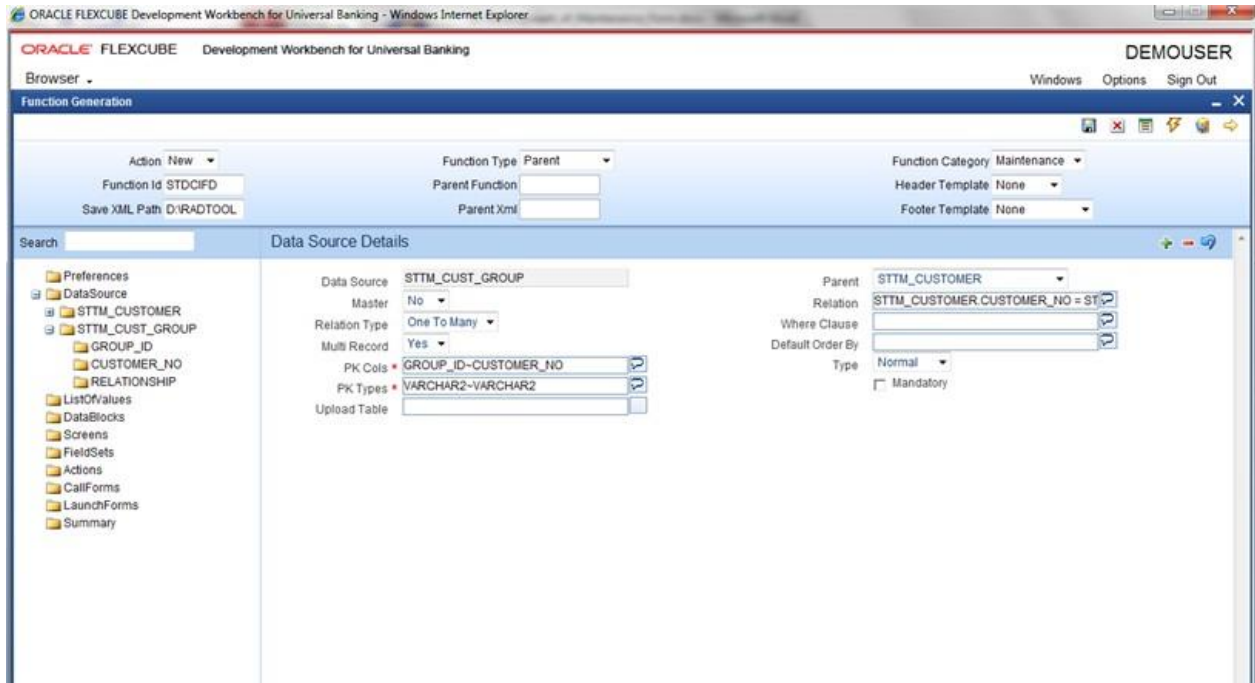 ORACLE FLEXCUBE Development Workbench for Universal Banking - Windows Internet Explorer
ORACLE FLEXCUBE Development Workbench for Universal Banking
DEMOUSER
Browser
Windows Options Sign Out
Function Generation
Action New
Function Type Parent
Function Category Maintenance
Function Id STDCIFD
Parent Function
Header Template None
Save XML Path D:\RADTOOL
Parent Xml
Footer Template None
Search
Data Source Details
Preferences
DataSource
STTM_CUSTOMER
STTM_CUST_GROUP
GROUP_ID
CUSTOMER_NO
RELATIONSHIP
ListOfValues
DataBlocks
Screens
FieldSets
Actions
CallForms
LaunchForms
Summary
Data Source STTM_CUST_GROUP
Master No
Relation Type One To Many
Multi Record Yes
PK Cols * GROUP_ID~CUSTOMER_NO
PK Types * VARCHAR2~VARCHAR2
Upload Table
Parent STTM_CUSTOMER
Relation STTM_CUSTOMER.CUSTOMER_NO = ST
Where Clause
Default Order By
Type Normal
Mandatory